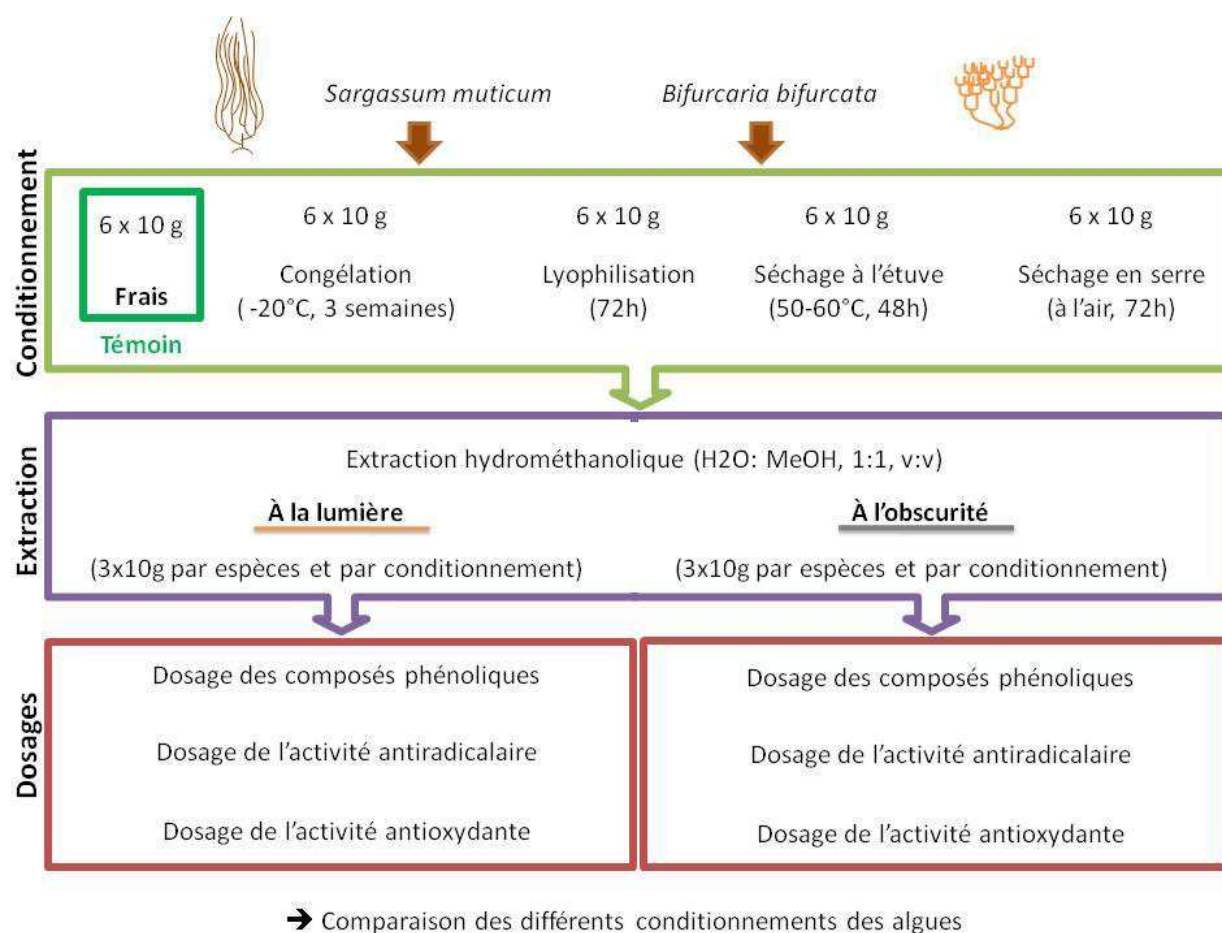 Sargassum muticum
Bifurcaria bifurcata
Conditionnement
6 x 10 g
Frais
Témoin
6 x 10 g
Congélation
( -20°C, 3 semaines)
6 x 10 g
Lyophilisation
(72h)
6 x 10 g
Séchage à l’étuve
(50-60°C, 48h)
6 x 10 g
Séchage en serre
(à l’air, 72h)
Extraction
Extraction hydrométhanolique (H2O: MeOH, 1:1, v:v)
À la lumière
(3x10g par espèces et par conditionnement)
À l’obscurité
(3x10g par espèces et par conditionnement)
Dosages
Dosage des composés phénoliques
Dosage de l’activité antiradicalaire
Dosage de l’activité antioxydante
Dosage des composés phénoliques
Dosage de l’activité antiradicalaire
Dosage de l’activité antioxydante
➔ Comparaison des différents conditionnements des algues